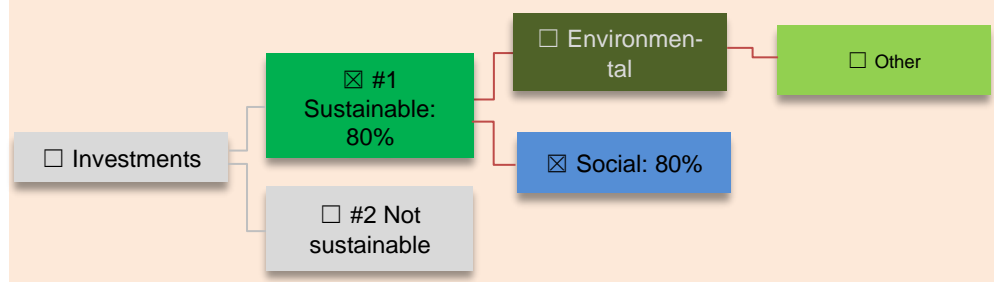 ☐ Investments
☒ #1
Sustainable:
80%
☐ #2 Not
sustainable
☐ Environmen-
tal
☒ Social: 80%
☐ Other